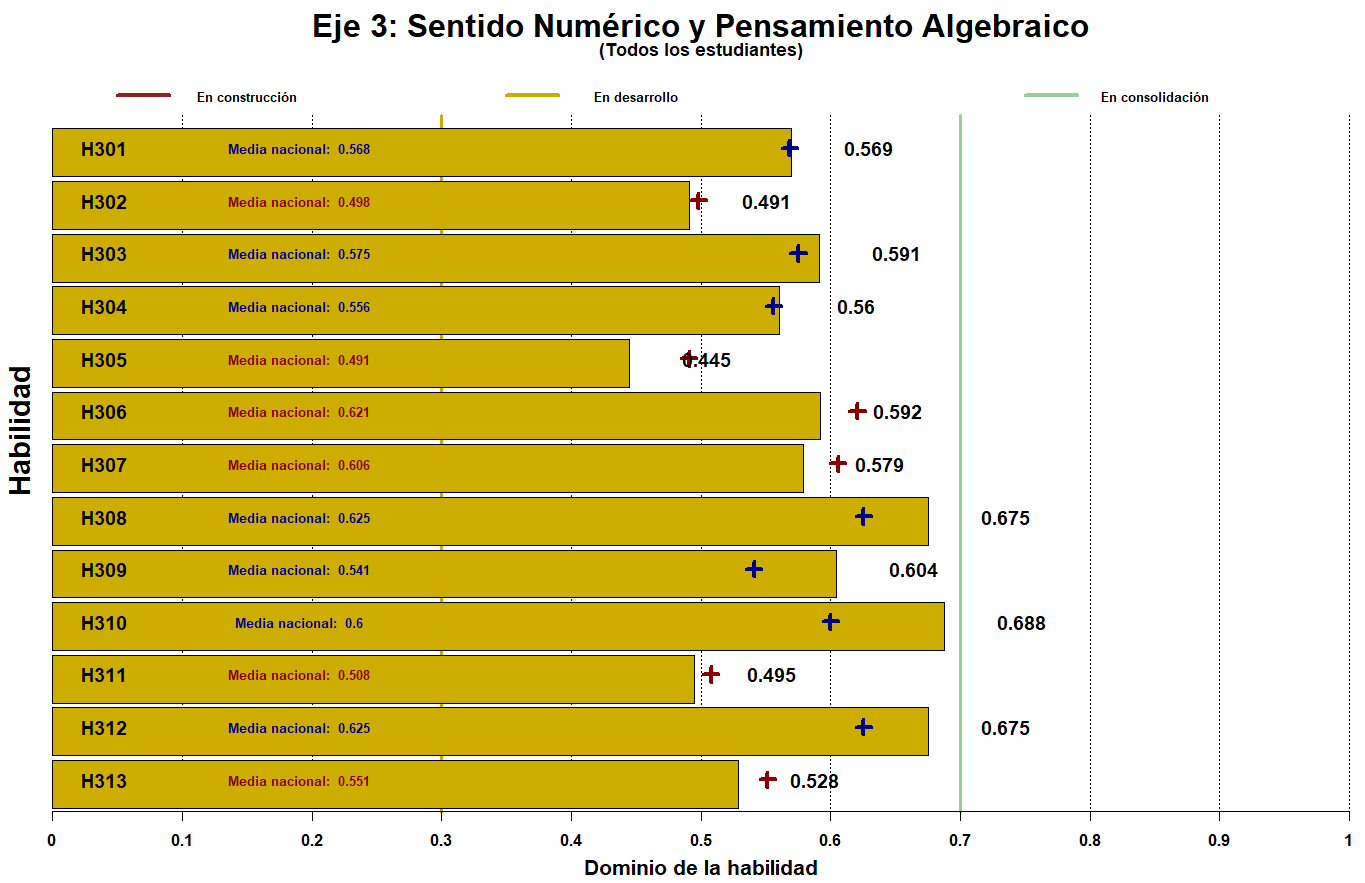 Eje 3: Sentido Numérico y Pensamiento Algebraico
(Todos los estudiantes)
En construcción En desarrollo En consolidación
H301 Media nacional: 0.568 0.569
H302 Media nacional: 0.498 0.491
H303 Media nacional: 0.575 0.591
H304 Media nacional: 0.556 0.56
H305 Media nacional: 0.491 0.445
H306 Media nacional: 0.621 0.592
H307 Media nacional: 0.606 0.579
H308 Media nacional: 0.625 0.675
H309 Media nacional: 0.541 0.604
H310 Media nacional: 0.6 0.688
H311 Media nacional: 0.508 0.495
H312 Media nacional: 0.625 0.675
H313 Media nacional: 0.551 0.528
Habilidad
0 0.1 0.2 0.3 0.4 0.5 0.6 0.7 0.8 0.9 1
Dominio de la habilidad